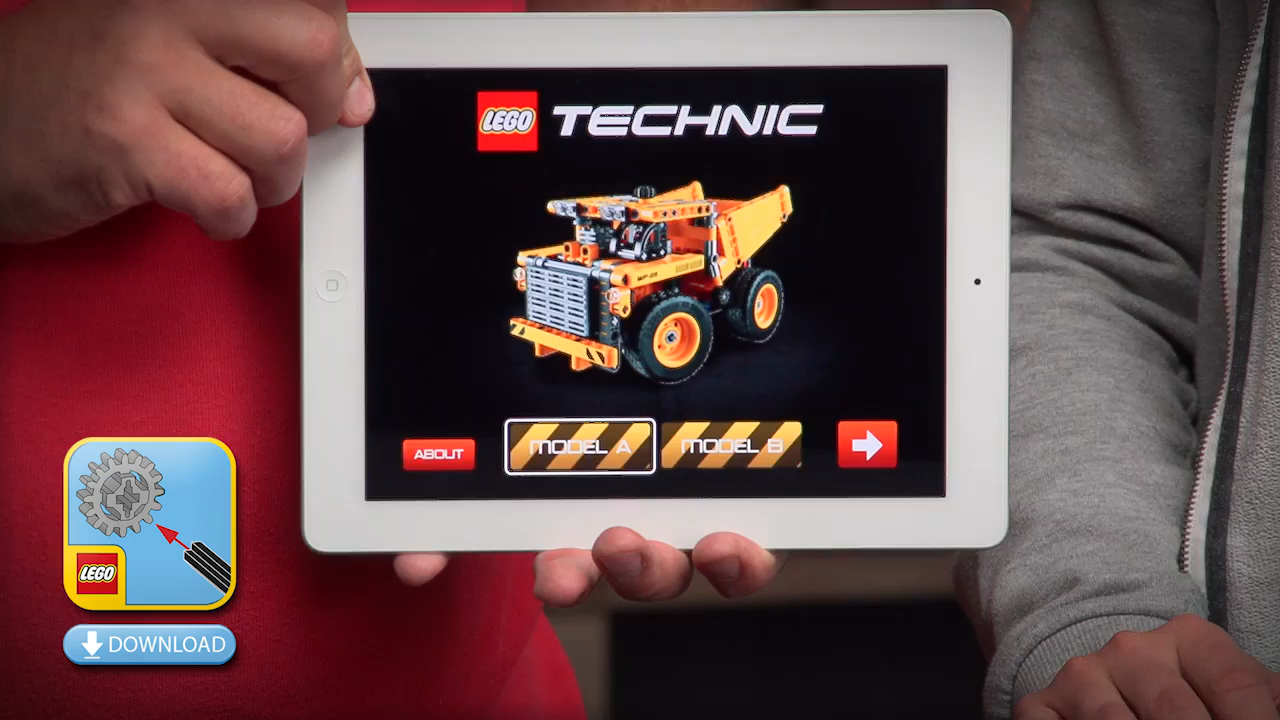 LEGO TECHNIC
ABOUT
MODEL A
MODEL B
LEGO
DOWNLOAD